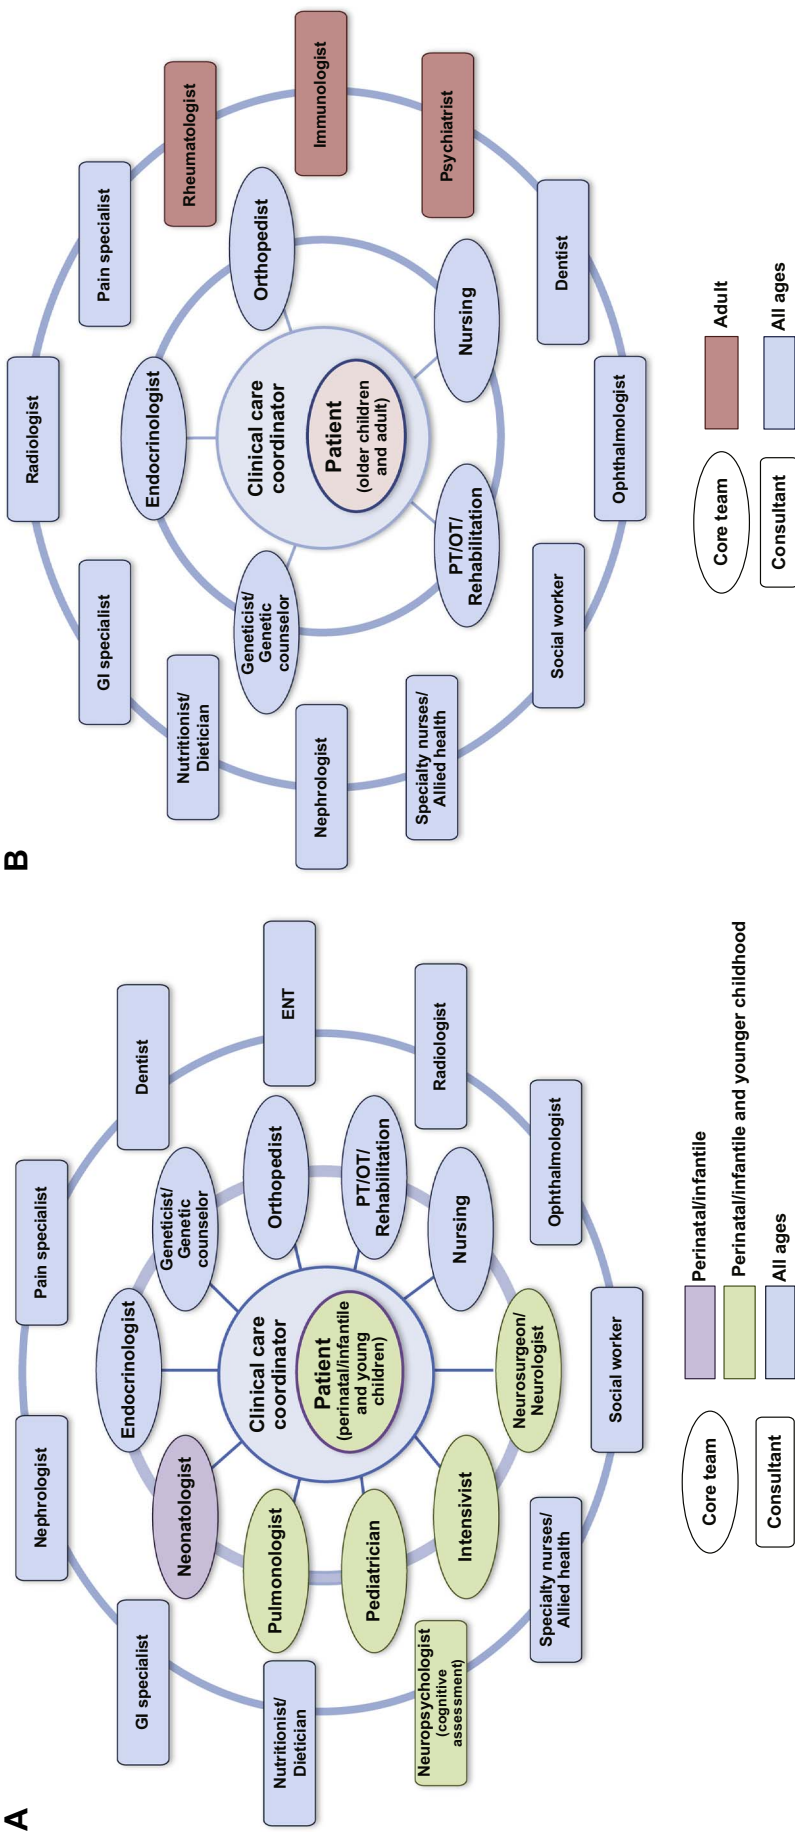 A
Nephrologist
Pain specialist
GI specialist
Dentist
Endocrinologist
Neonatologist
Geneticist/
Genetic
counselor
Nutritionist/
Dietician
Pulmonologist
Clinical care
coordinator
Orthopedist
ENT
Patient
(perinatal/infantile
and young
children)
Pediatrician
PT/OT/
Rehabilitation
Neuropsychologist
(cognitive
assessment)
Intensivist
Nursing
Radiologist
Neurosurgeon/
Neurologist
Specialty nurses/
Allied health
Ophthalmologist
Social worker
Core team
Perinatal/infantile
Perinatal/infantile and younger childhood
Consultant
All ages
B
Radiologist
GI specialist
Pain specialist
Endocrinologist
Nutritionist/
Dietician
Rheumatologist
Geneticist/
Genetic
counselor
Clinical care
coordinator
Orthopedist
Nephrologist
Immunologist
Patient
(older children
and adult)
Specialty nurses/
Allied health
PT/OT/
Rehabilitation
Nursing
Psychiatrist
Social worker
Dentist
Ophthalmologist
Core team
Adult
Consultant
All ages